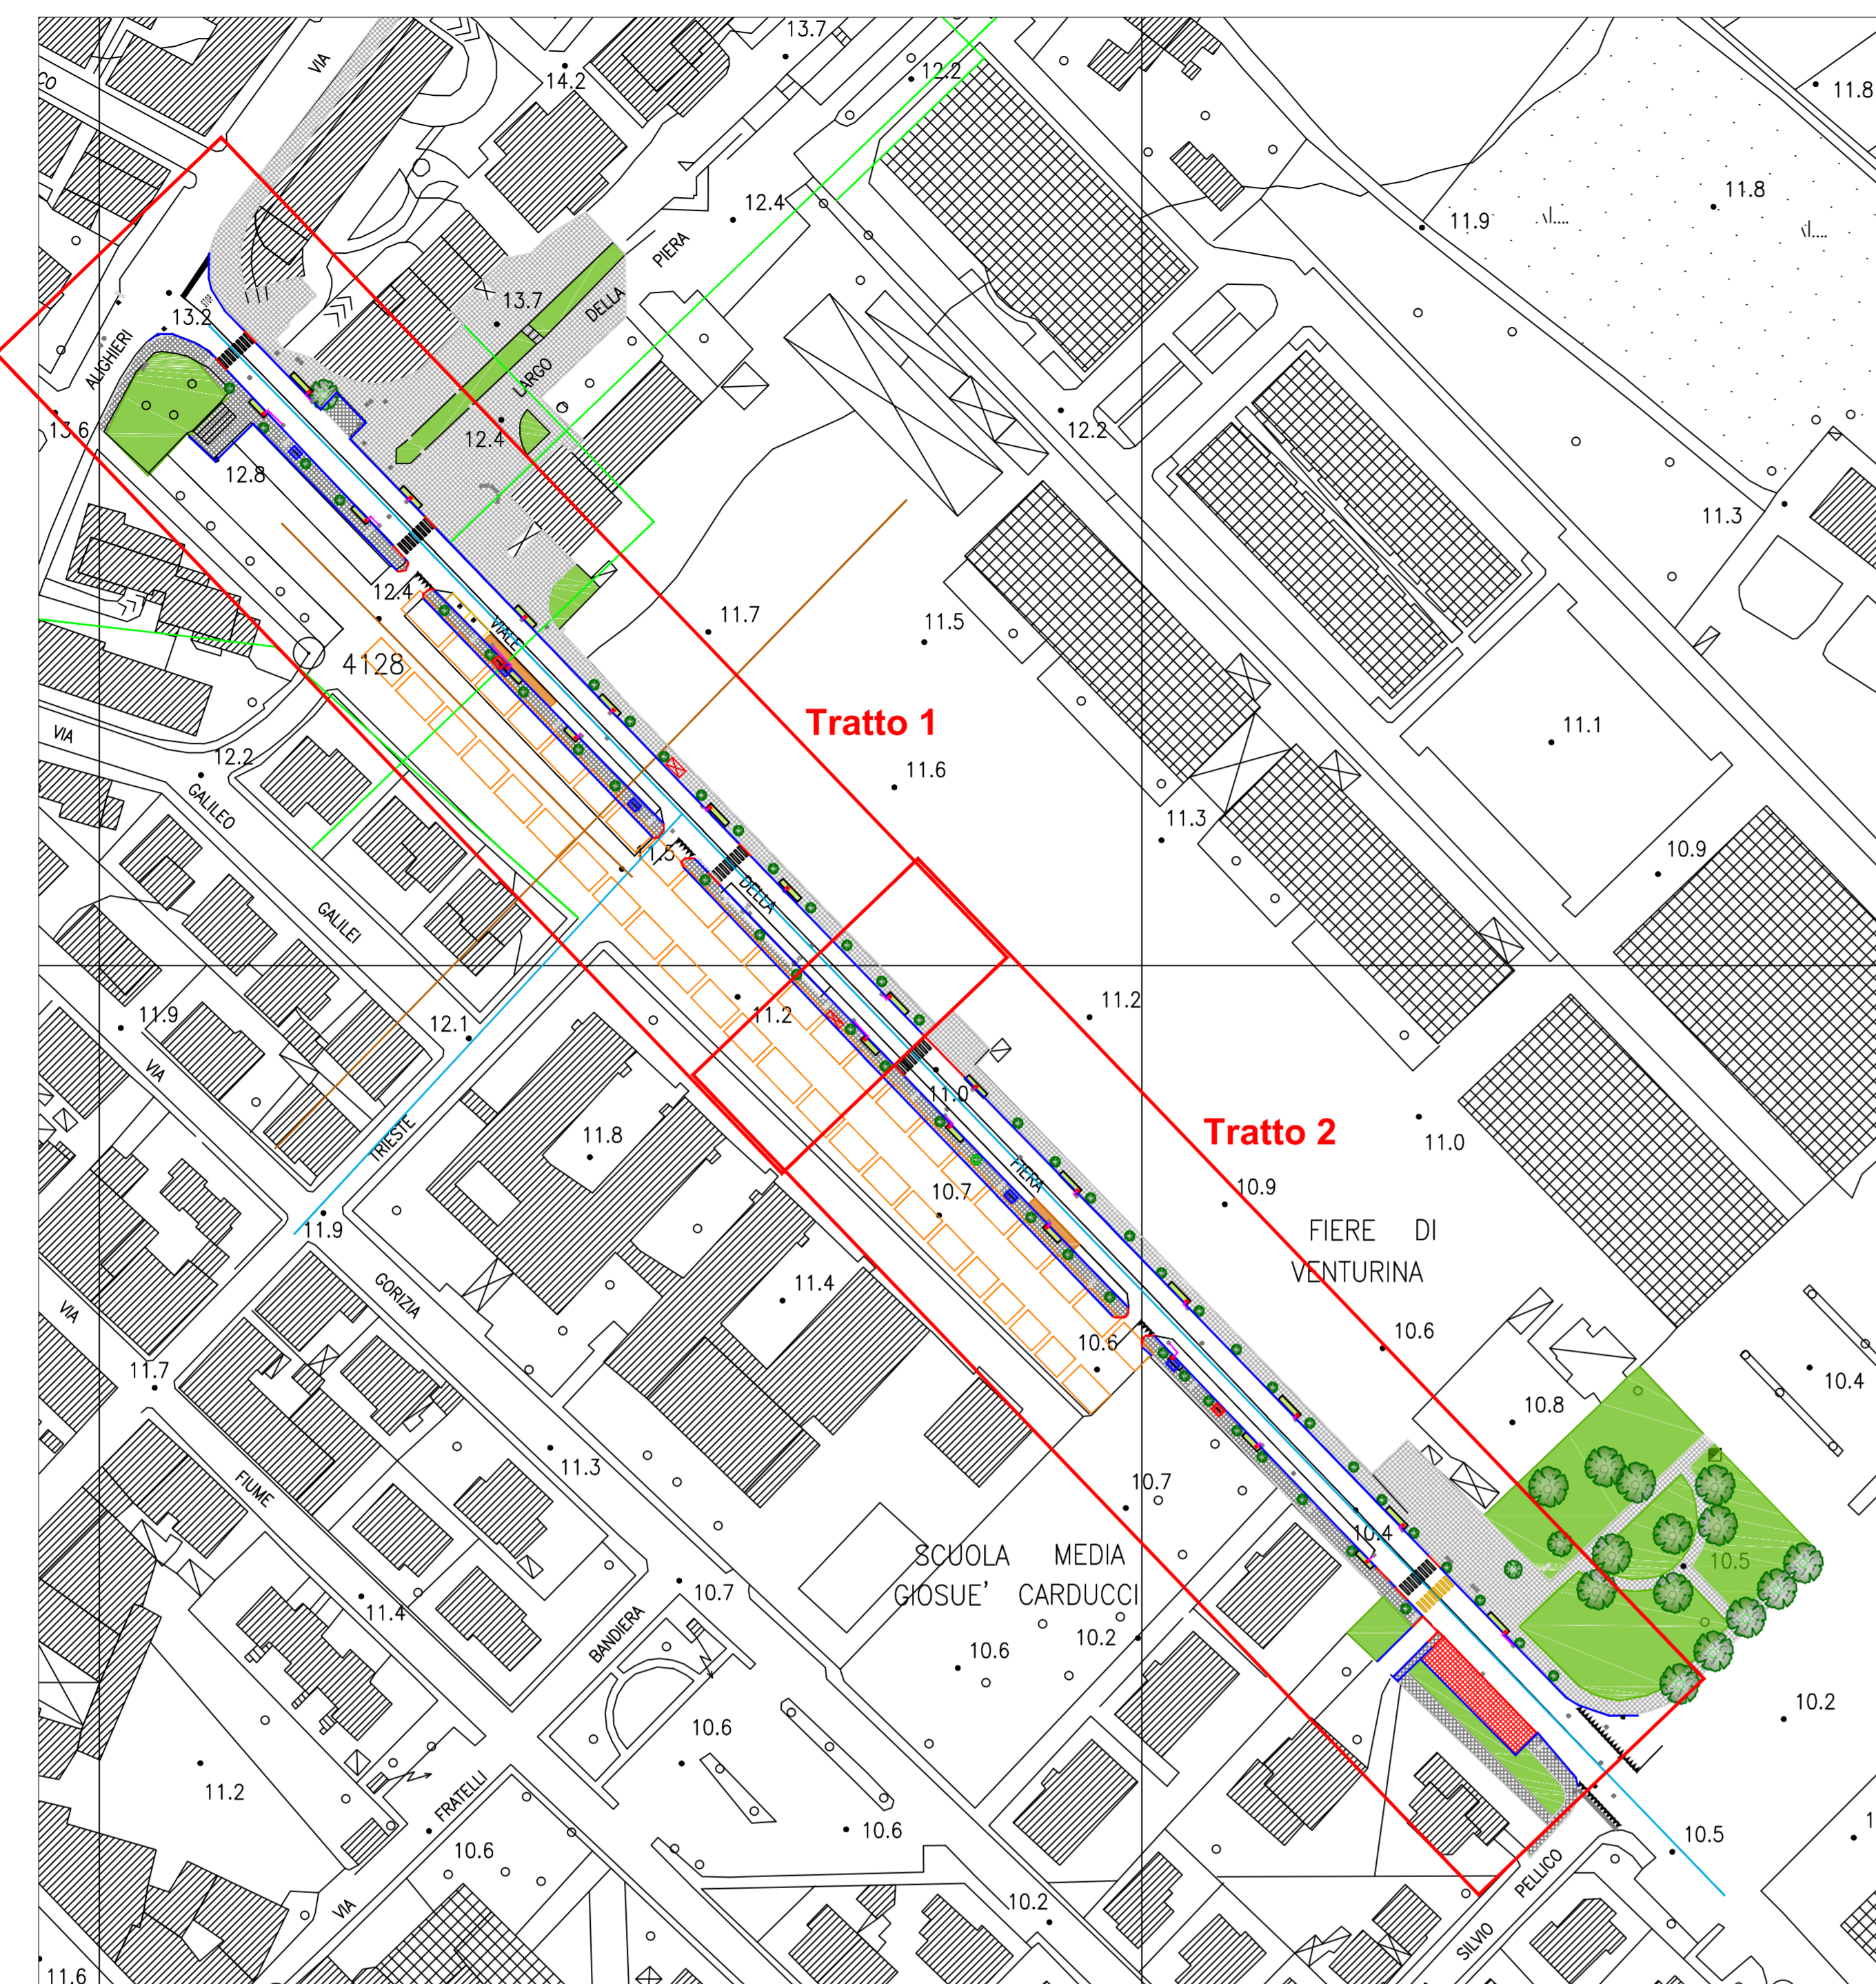 13.7
VIA
CO
14.2
12.2
11.8
11.8
11.9
12.4
PIERA
13.7
DELLA
STOP
13.2
ALIGHIERI
LARGO
12.2
13.6
12.4
12.8
11.3
12.4
VIALE
11.7
11.5
4128
Tratto 1
11.1
VIA
12.2
11.6
GALILEO
11.3
11.5
10.9
DELLA
GALILEI
11.2
11.9
12.1
11.2
VIA
11.0
TRIESTE
11.8
Tratto 2
11.0
FIERA
10.7
10.9
11.9
FIERE DI
VENTURINA
GORIZIA
11.4
VIA
10.6
10.6
11.7
10.4
10.8
11.3
FIUME
10.7
10.4
SCUOLA MEDIA
GIOSUE' CARDUCCI
10.5
10.7
11.4
BANDIERA
10.2
10.6
10.2
10.6
11.2
FRATELLI
10.6
10.5
10.6
PELLICO
VIA
10.2
SILVIO
11.6